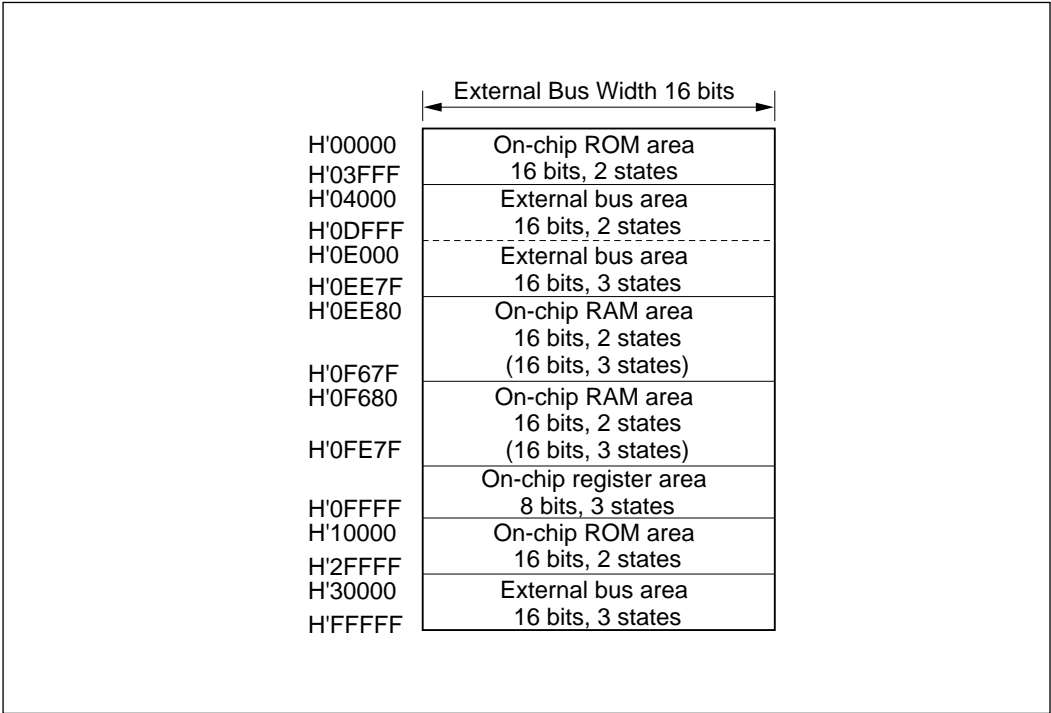 External Bus Width 16 bits
H'00000 On-chip ROM area
H'03FFF 16 bits, 2 states
H'04000 External bus area
H'0DFFF 16 bits, 2 states
H'0E000 External bus area
H'0EE7F 16 bits, 3 states
H'0EE80 On-chip RAM area
16 bits, 2 states
H'0F67F (16 bits, 3 states)
H'0F680 On-chip RAM area
16 bits, 2 states
H'0FE7F (16 bits, 3 states)
On-chip register area
H'0FFFF 8 bits, 3 states
H'10000 On-chip ROM area
H'2FFFF 16 bits, 2 states
H'30000 External bus area
H'FFFFF 16 bits, 3 states